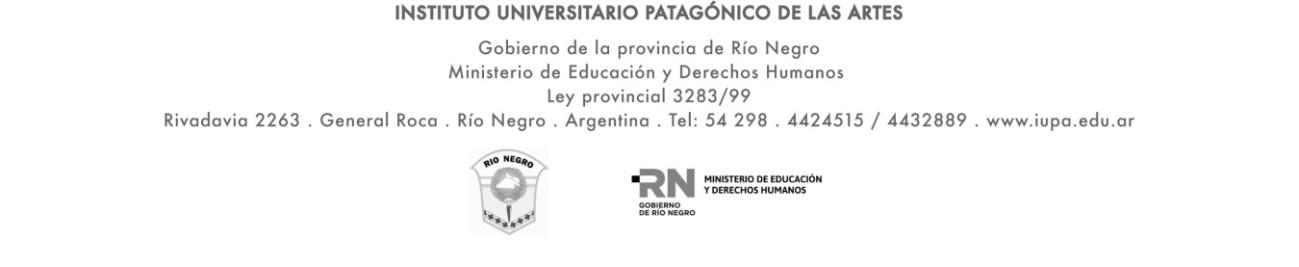 INSTITUTO UNIVERSITARIO PATAGÓNICO DE LAS ARTES
Gobierno de la provincia de Río Negro
Ministerio de Educación y Derechos Humanos
Ley provincial 3283/99
Rivadavia 2263 . General Roca . Río Negro . Argentina . Tel: 54 298 . 4424515 / 4432889 . www.iupa.edu.ar
RIO NEGRO
RN
GOBIERNO
DE RÍO NEGRO
MINISTERIO DE EDUCACIÓN
Y DERECHOS HUMANOS